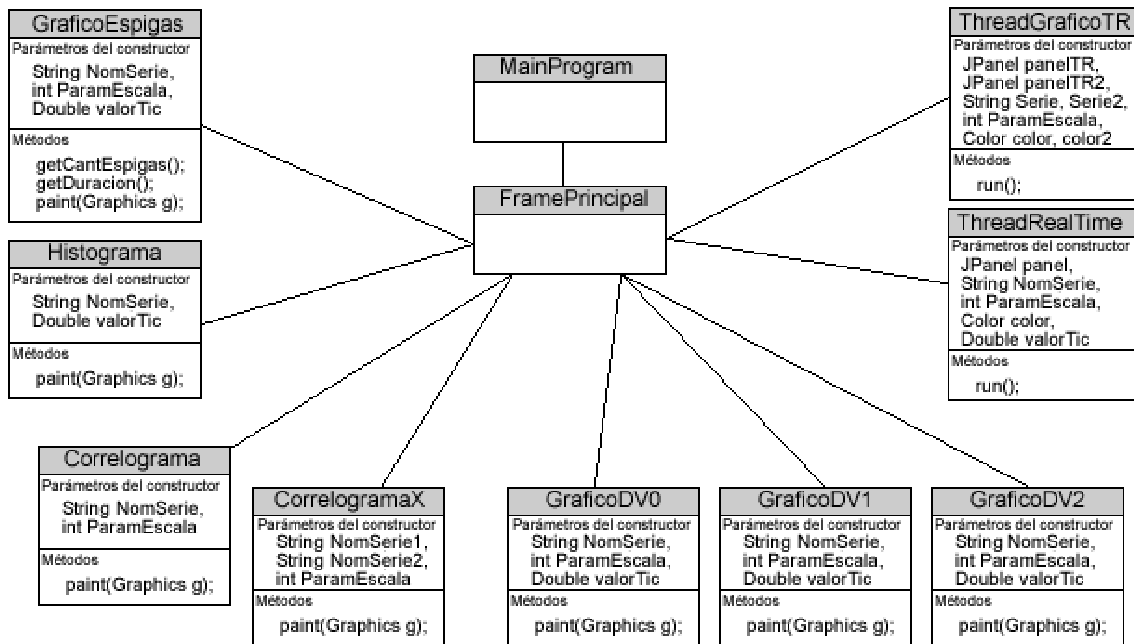 GraficoEspigas
Parámetros del constructor
String NomSerie,
int ParamEscala,
Double valorTic
Métodos
getCantEspigas();
getDuracion();
paint(Graphics g);
MainProgram
ThreadGraficoTR
Parámetros del constructor
JPanel panelTR,
JPanel panelTR2,
String Serie, Serie2,
int ParamEscala,
Color color, color2
Métodos
run();
FramePrincipal
Histograma
Parámetros del constructor
String NomSerie,
Double valorTic
Métodos
paint(Graphics g);
ThreadRealTime
Parámetros del constructor
JPanel panel,
String NomSerie,
int ParamEscala,
Color color,
Double valorTic
Métodos
run();
Correlograma
Parámetros del constructor
String NomSerie,
int ParamEscala
Métodos
paint(Graphics g);
CorrelogramaX
Parámetros del constructor
String NomSerie1,
String NomSerie2,
int ParamEscala
Métodos
paint(Graphics g);
GraficoDV0
Parámetros del constructor
String NomSerie,
int ParamEscala,
Double valorTic
Métodos
paint(Graphics g);
GraficoDV1
Parámetros del constructor
String NomSerie,
int ParamEscala,
Double valorTic
Métodos
paint(Graphics g);
GraficoDV2
Parámetros del constructor
String NomSerie,
int ParamEscala,
Double valorTic
Métodos
paint(Graphics g);